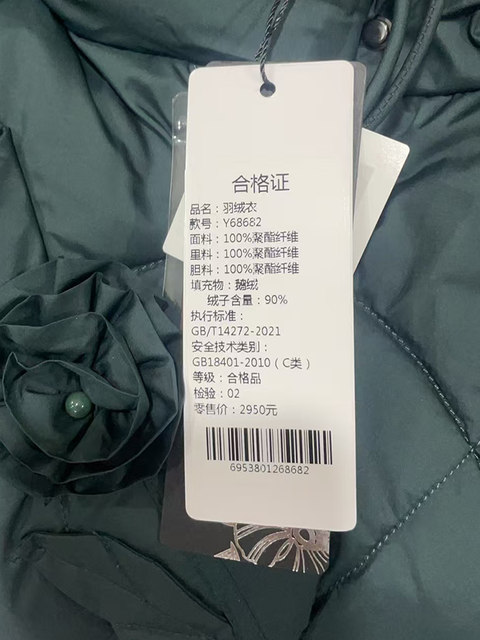 合格证
品名：羽绒衣
款号：Y68682
面料：100%聚酯纤维
里料：100%聚酯纤维
胆料：100%聚酯纤维
填充物：鹅绒
绒子含量：90%
执行标准：
GB/T14272-2021
安全技术类别：
GB18401-2010（C类）
等级：合格品
检验：02
零售价：2950元
6953801268682